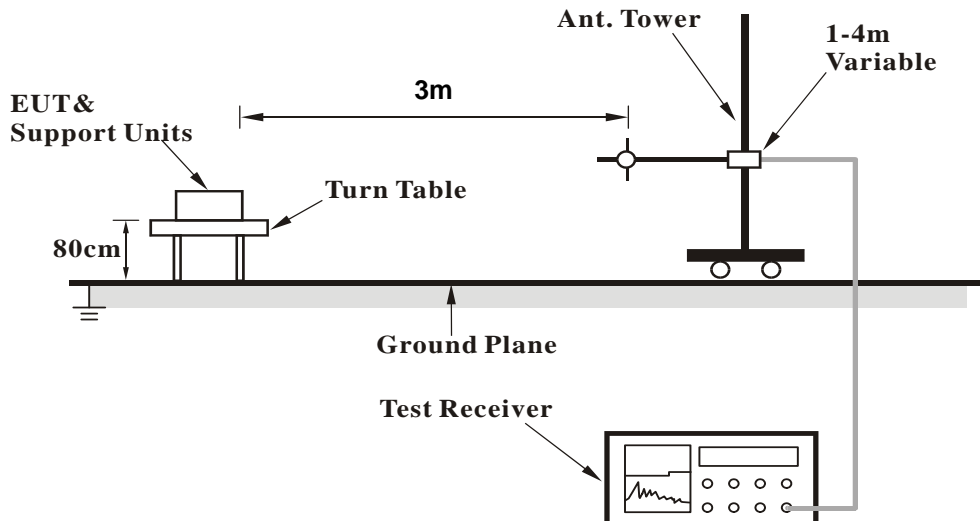 Ant. Tower
1-4m
Variable
3m
EUT&
Support Units
Turn Table
80cm
Ground Plane
Test Receiver